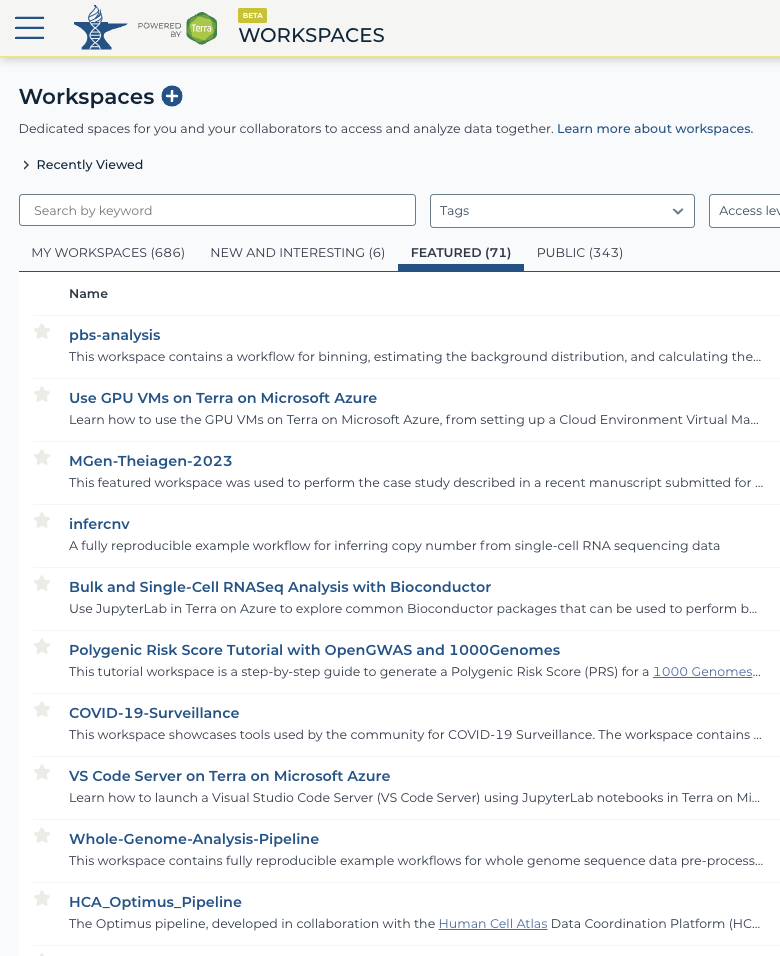 POWERED
BY
Terra
BETA
WORKSPACES
Workspaces
Dedicated spaces for you and your collaborators to access and analyze data together. Learn more about workspaces.
Recently Viewed
Search by keyword
Tags
Access lev
MY WORKSPACES (686)
NEW AND INTERESTING (6)
FEATURED (71)
PUBLIC (343)
Name
pbs-analysis
This workspace contains a workflow for binning, estimating the background distribution, and calculating the...
Use GPU VMs on Terra on Microsoft Azure
Learn how to use the GPU VMs on Terra on Microsoft Azure, from setting up a Cloud Environment Virtual Ma...
MGen-Theiagen-2023
This featured workspace was used to perform the case study described in a recent manuscript submitted for ...
infercnv
A fully reproducible example workflow for inferring copy number from single-cell RNA sequencing data
Bulk and Single-Cell RNASeq Analysis with Bioconductor
Use JupyterLab in Terra on Azure to explore common Bioconductor packages that can be used to perform b...
Polygenic Risk Score Tutorial with OpenGWAS and 1000Genomes
This tutorial workspace is a step-by-step guide to generate a Polygenic Risk Score (PRS) for a 1000 Genomes...
COVID-19-Surveillance
This workspace showcases tools used by the community for COVID-19 Surveillance. The workspace contains ...
VS Code Server on Terra on Microsoft Azure
Learn how to launch a Visual Studio Code Server (VS Code Server) using JupyterLab notebooks in Terra on Mi...
Whole-Genome-Analysis-Pipeline
This workspace contains fully reproducible example workflows for whole genome sequence data pre-process...
HCA_Optimus_Pipeline
The Optimus pipeline, developed in collaboration with the Human Cell Atlas Data Coordination Platform (HC...